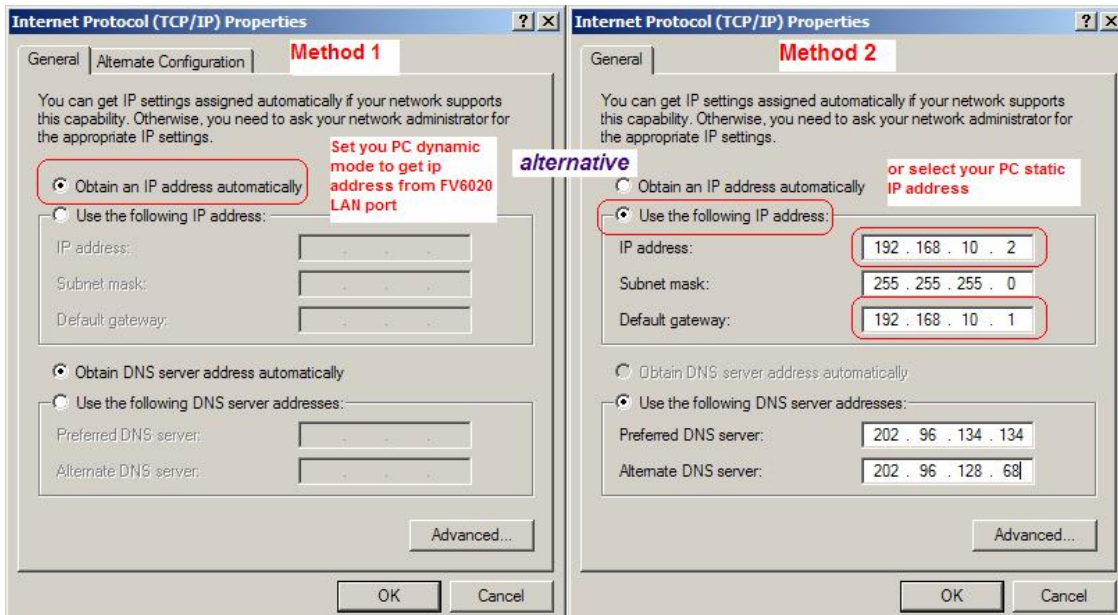 Internet Protocol (TCP/IP) Properties
General
Alternate Configuration
Method 1
You can get IP settings assigned automatically if your network supports
this capability. Otherwise, you need to ask your network administrator for
the appropriate IP settings.
Set you PC dynamic
mode to get ip
address from FV6020
LAN port
Obtain an IP address automatically
Use the following IP address:
IP address:
Subnet mask:
Default gateway:
Obtain DNS server address automatically
Use the following DNS server addresses:
Preferred DNS server:
Alternate DNS server:
Advanced...
OK
Cancel
alternative
Internet Protocol (TCP/IP) Properties
General
Method 2
You can get IP settings assigned automatically if your network supports
this capability. Otherwise, you need to ask your network administrator for
the appropriate IP settings.
or select your PC static
IP address
Obtain an IP address automatically
Use the following IP address:
IP address: 192 . 168 . 10 . 2
Subnet mask: 255 . 255 . 255 . 0
Default gateway: 192 . 168 . 10 . 1
Obtain DNS server address automatically
Use the following DNS server addresses:
Preferred DNS server: 202 . 96 . 134 . 134
Alternate DNS server: 202 . 96 . 128 . 68
Advanced...
OK
Cancel